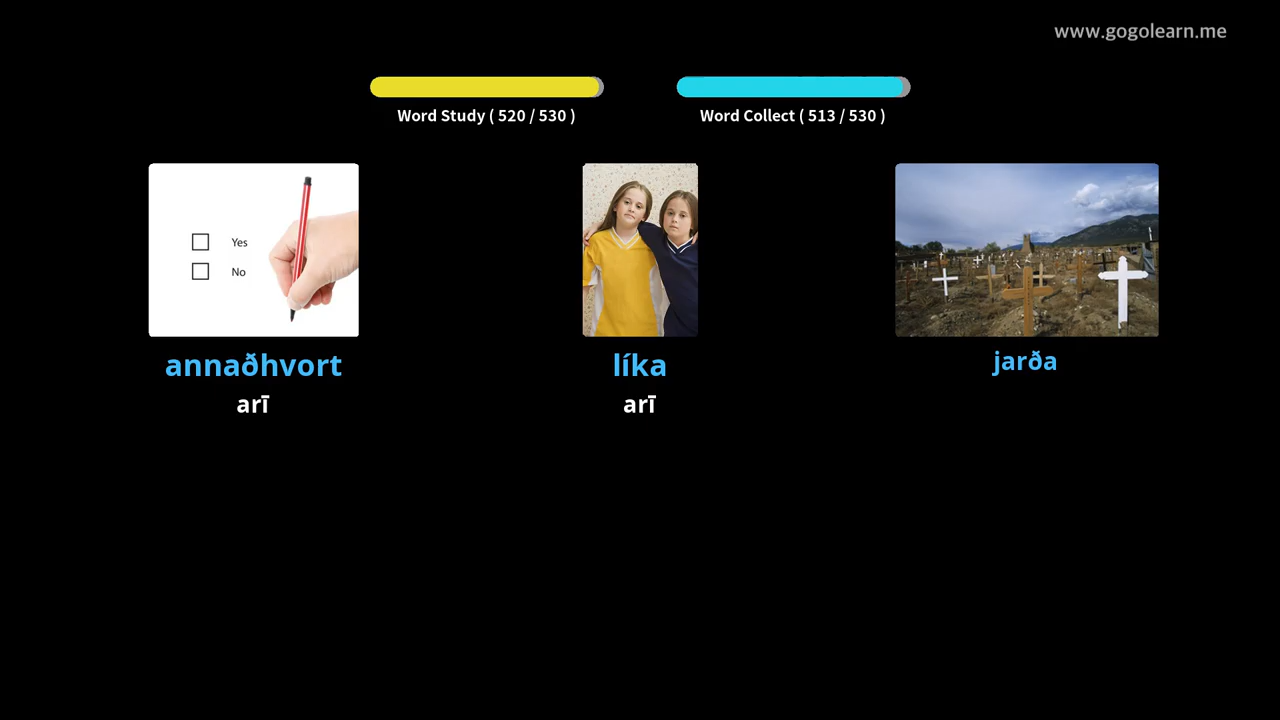 www.gogolearn.me
Word Study ( 520 / 530 )
Word Collect ( 513 / 530 )
Yes
No
annaðhvort
arī
líka
arī
jarða